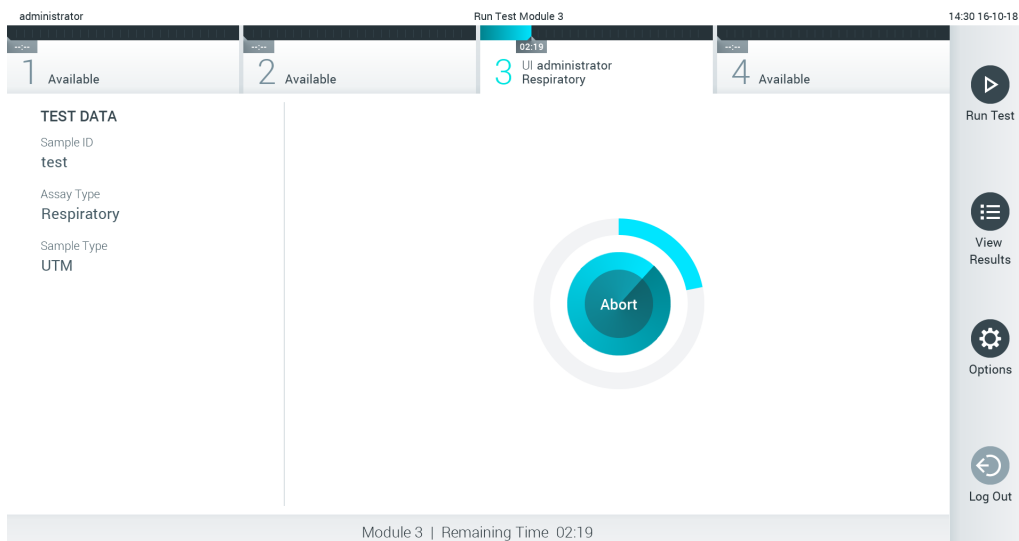 administrator
Run Test Module 3
14:30 16-10-18
--:--
1 Available
--:--
2 Available
02:19
3 UI administrator
Respiratory
--:--
4 Available
TEST DATA
Sample ID
test
Assay Type
Respiratory
Sample Type
UTM
Abort
Run Test
View
Results
Options
Log Out
Module 3 | Remaining Time 02:19